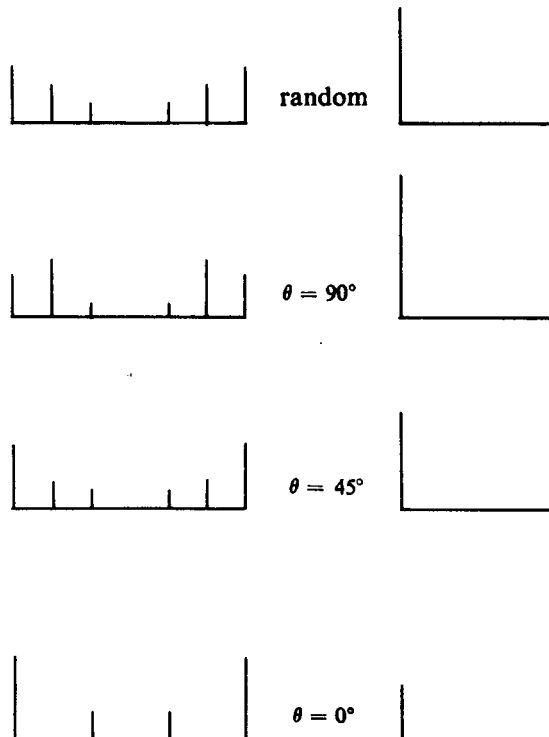 random
θ = 90°
θ = 45°
θ = 0°